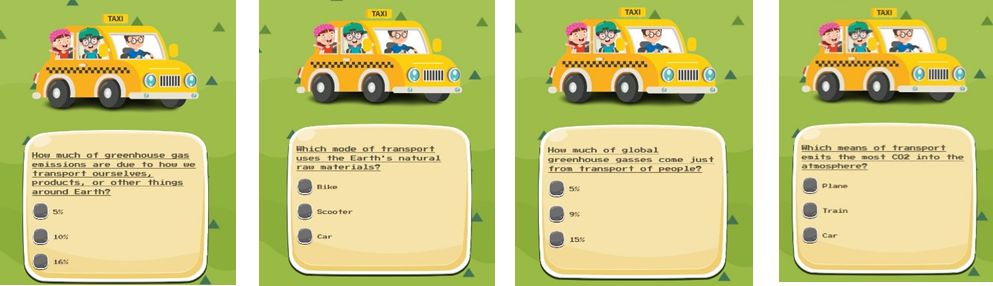 TAXI
How much of greenhouse gas
emissions are due to how we
transport ourselves,
products, or other things
around Earth?
5%
10%
16%
TAXI
Which mode of transport
uses the Earth's natural
raw materials?
Bike
Scooter
Car
TAXI
How much of global
greenhouse gasses come just
from transport of people?
5%
9%
15%
TAXI
Which means of transport
emits the most CO2 into the
atmosphere?
Plane
Train
Car